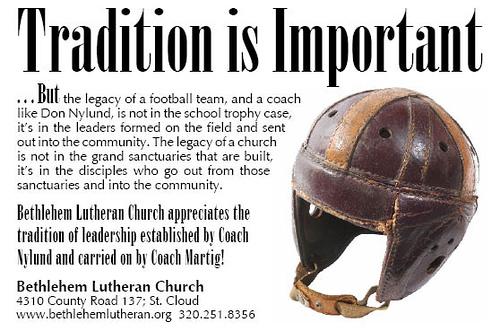 Tradition is Important
...But the legacy of a football team, and a coach
like Don Nylund, is not in the school trophy case,
it's in the leaders formed on the field and sent
out into the community. The legacy of a church
is not in the grand sanctuaries that are built,
it's in the disciples who go out from those
sanctuaries and into the community.
Bethlehem Lutheran Church appreciates the
tradition of leadership established by Coach
Nylund and carried on by Coach Martig!
Bethlehem Lutheran Church
4310 County Road 137; St. Cloud
www.bethlehemlutheran.org 320.251.8356